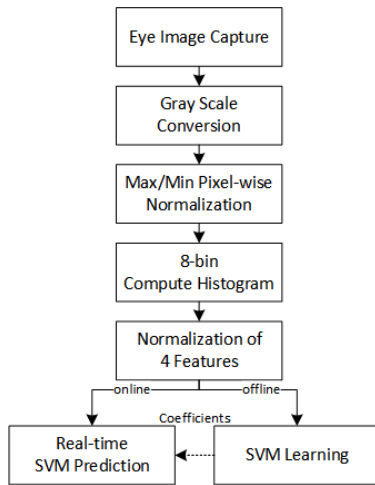 Eye Image Capture
Gray Scale
Conversion
Max/Min Pixel-wise
Normalization
8-bin
Compute Histogram
Normalization of
4 Features
online
offline
Coefficients
Real-time
SVM Prediction
SVM Learning